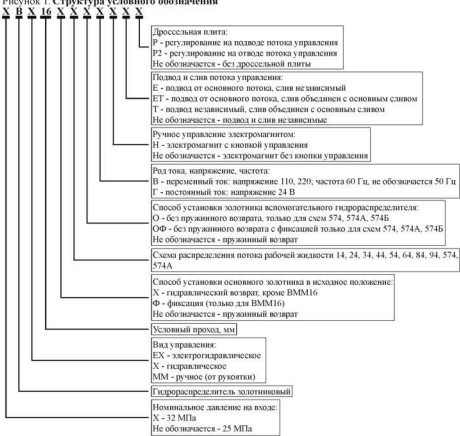 Рисунок 1. Структура условного обозначения
Х В Х 16 Х Х Х Х Х Х Х
Дроссельная плита:
Р - регулирование на подводе потока управления
Р2 - регулирование на отводе потока управления
Не обозначается - без дроссельной плиты
Подвод и слив потока управления:
Е - подвод от основного потока, слив независимый
ЕТ - подвод от основного потока, слив объединен с основным сливом
Т - подвод независимый, слив объединен с основным сливом
Не обозначается - подвод и слив независимые
Ручное управление электромагнитом:
Н - электромагнит с кнопкой управления
Не обозначается - электромагнит без кнопки управления
Род тока, напряжение, частота:
В - переменный ток: напряжение 110, 220; частота 60 Гц, не обозначается 50 Гц
Г - постоянный ток: напряжение 24 В
Способ установки золотника вспомогательного гидрораспределителя:
О - без пружинного возврата, только для схем 574, 574А, 574Б
ОФ - без пружинного возврата с фиксацией только для схем 574, 574А, 574Б
Не обозначается - пружинный возврат
Схема распределения потока рабочей жидкости 14, 24, 34, 44, 54, 64, 84, 94, 574,
574А
Способ установки основного золотника в исходное положение:
Х - гидравлический возврат, кроме ВММ16
Ф - фиксация (только для ВММ16)
Не обозначается - пружинный возврат
Условный проход, мм
Вид управления:
ЕХ - электрогидравлическое
Х - гидравлическое
ММ - ручное (от рукоятки)
Гидрораспределитель золотниковый
Номинальное давление на входе:
Х - 32 МПа
Не обозначается - 25 МПа